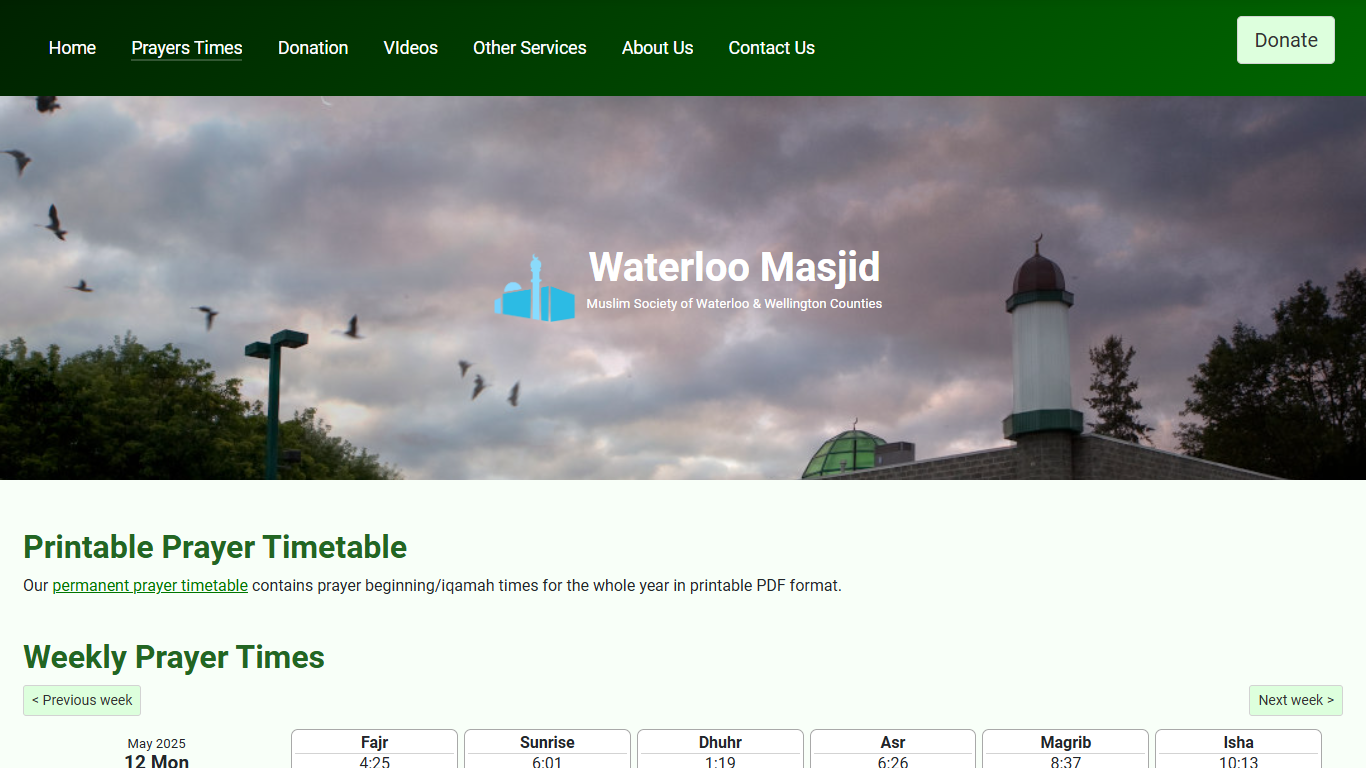 Home Prayers Times Donation VIdeos Other Services About Us Contact Us Donate
Waterloo Masjid
Muslim Society of Waterloo & Wellington Counties
Printable Prayer Timetable
Our permanent prayer timetable contains prayer beginning/iqamah times for the whole year in printable PDF format.
Weekly Prayer Times
< Previous week Next week >
May 2025 Fajr Sunrise Dhuhr Asr Magrib Isha
12 Mon 4:25 6:01 1:19 6:26 8:37 10:13